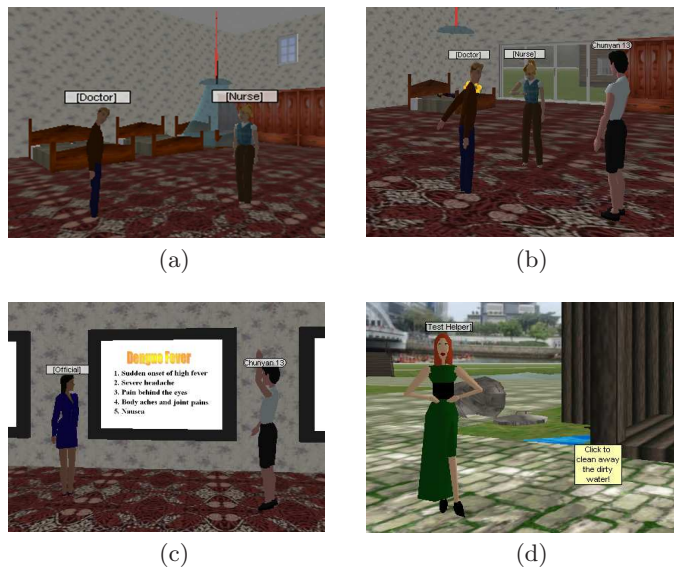 [Doctor]
[Nurse]
(a)
[Doctor]
[Nurse]
Chunyan 13
(b)
[Official]
Chunyan 13
Dengue Fever
1. Sudden onset of high fever
2. Severe headache
3. Pain behind the eyes
4. Body aches and joint pains
5. Nausea
(c)
[Test Helper]
Click to
clean away
the dirty
water!
(d)